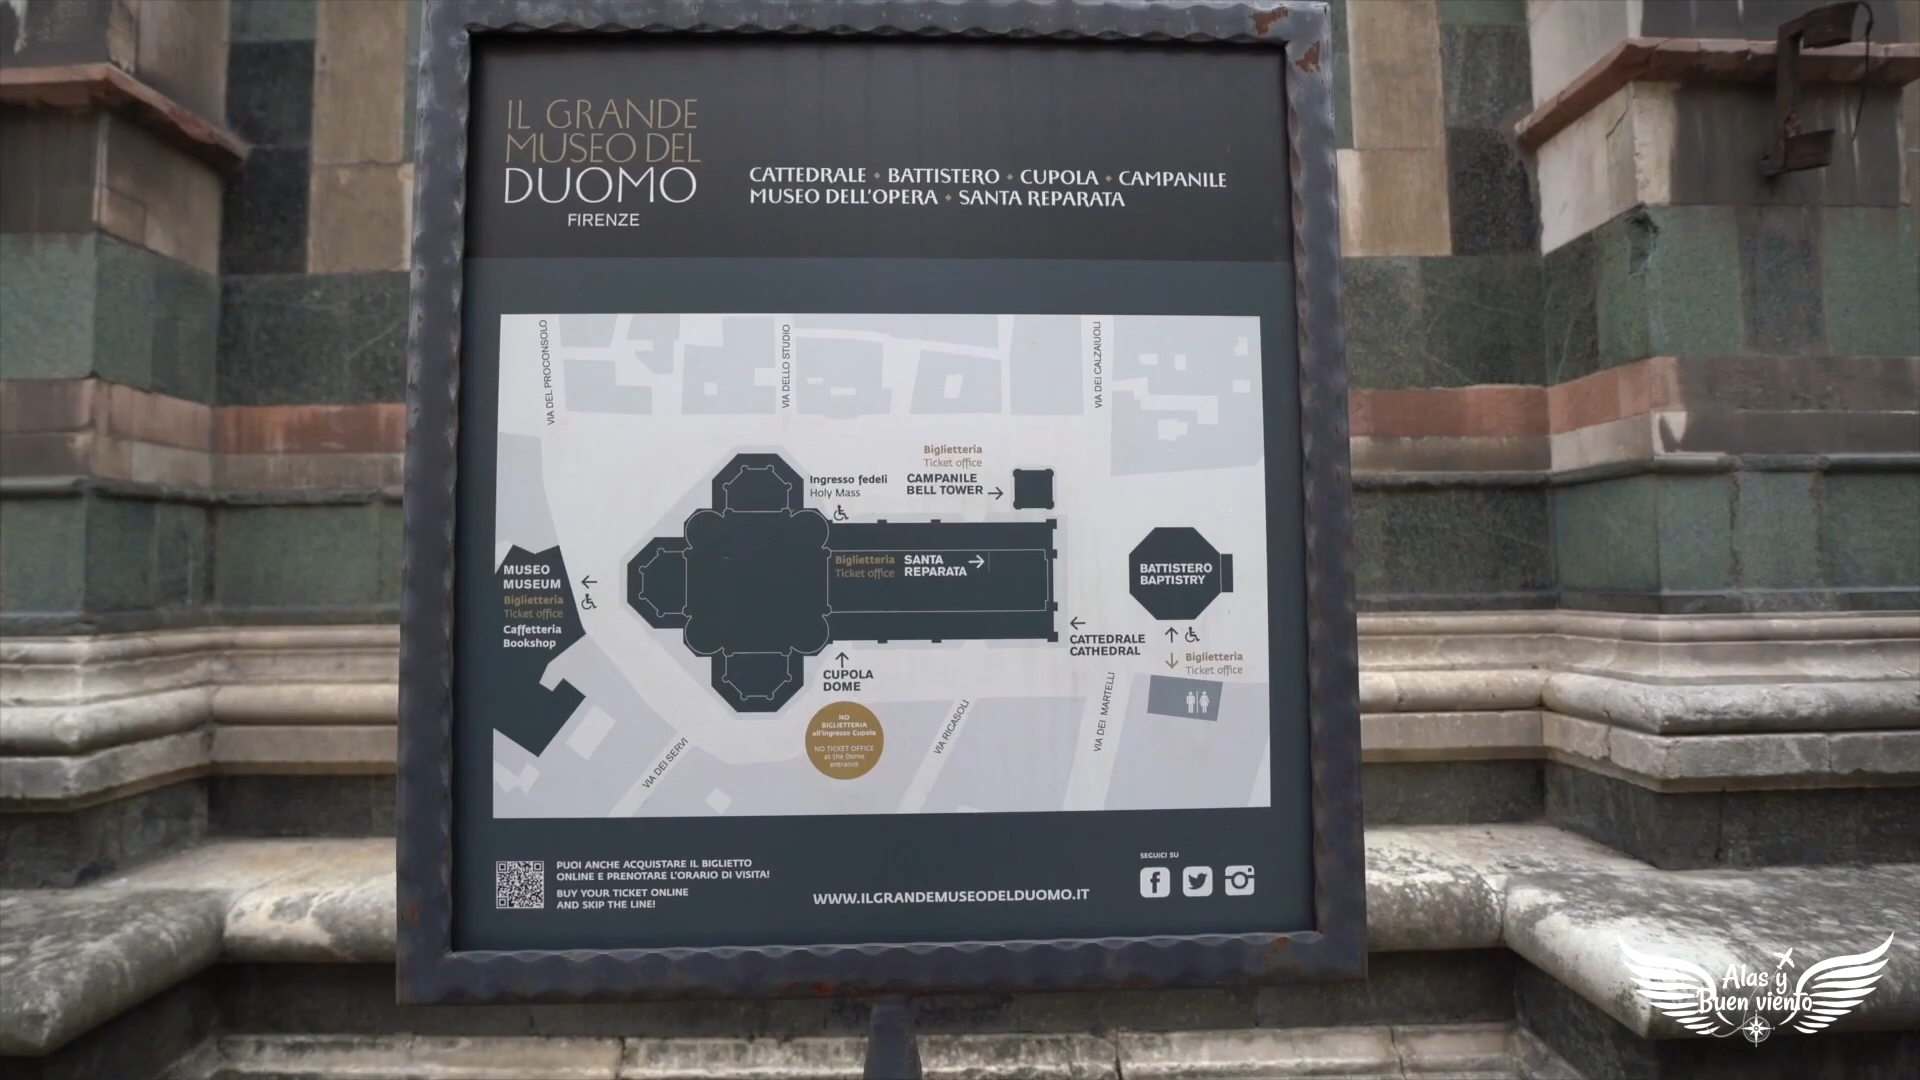 IL GRANDE
MUSEO DEL
DUOMO
FIRENZE
CATTEDRALE • BATTISTERO • CUPOLA • CAMPANILE
MUSEO DELL'OPERA • SANTA REPARATA
VIA DEL PROCONSOLO
VIA DELLO STUDIO
VIA DEI CALZAIUOLI
Ingresso fedeli
Holy Mass
Biglietteria
Ticket office
CAMPANILE
BELL TOWER
Biglietteria
Ticket office
SANTA
REPARATA
MUSEO
MUSEUM
Biglietteria
Ticket office
Caffetteria
Bookshop
BATTISTERO
BAPTISTRY
CATTEDRALE
CATHEDRAL
Biglietteria
Ticket office
CUPOLA
DOME
NO
BIGLIETTERIA
all'Ingresso Cupola
NO TICKET OFFICE
at the Dome
entrance
VIA DEI SERVI
VIA RICASOLI
VIA DEI MARTELLI
PUOI ANCHE ACQUISTARE IL BIGLIETTO
ONLINE E PRENOTARE L'ORARIO DI VISITA!
BUY YOUR TICKET ONLINE
AND SKIP THE LINE!
WWW.ILGRANDEMUSEODELDUOMO.IT
SEGUICI SU
Alas y
Buen viento